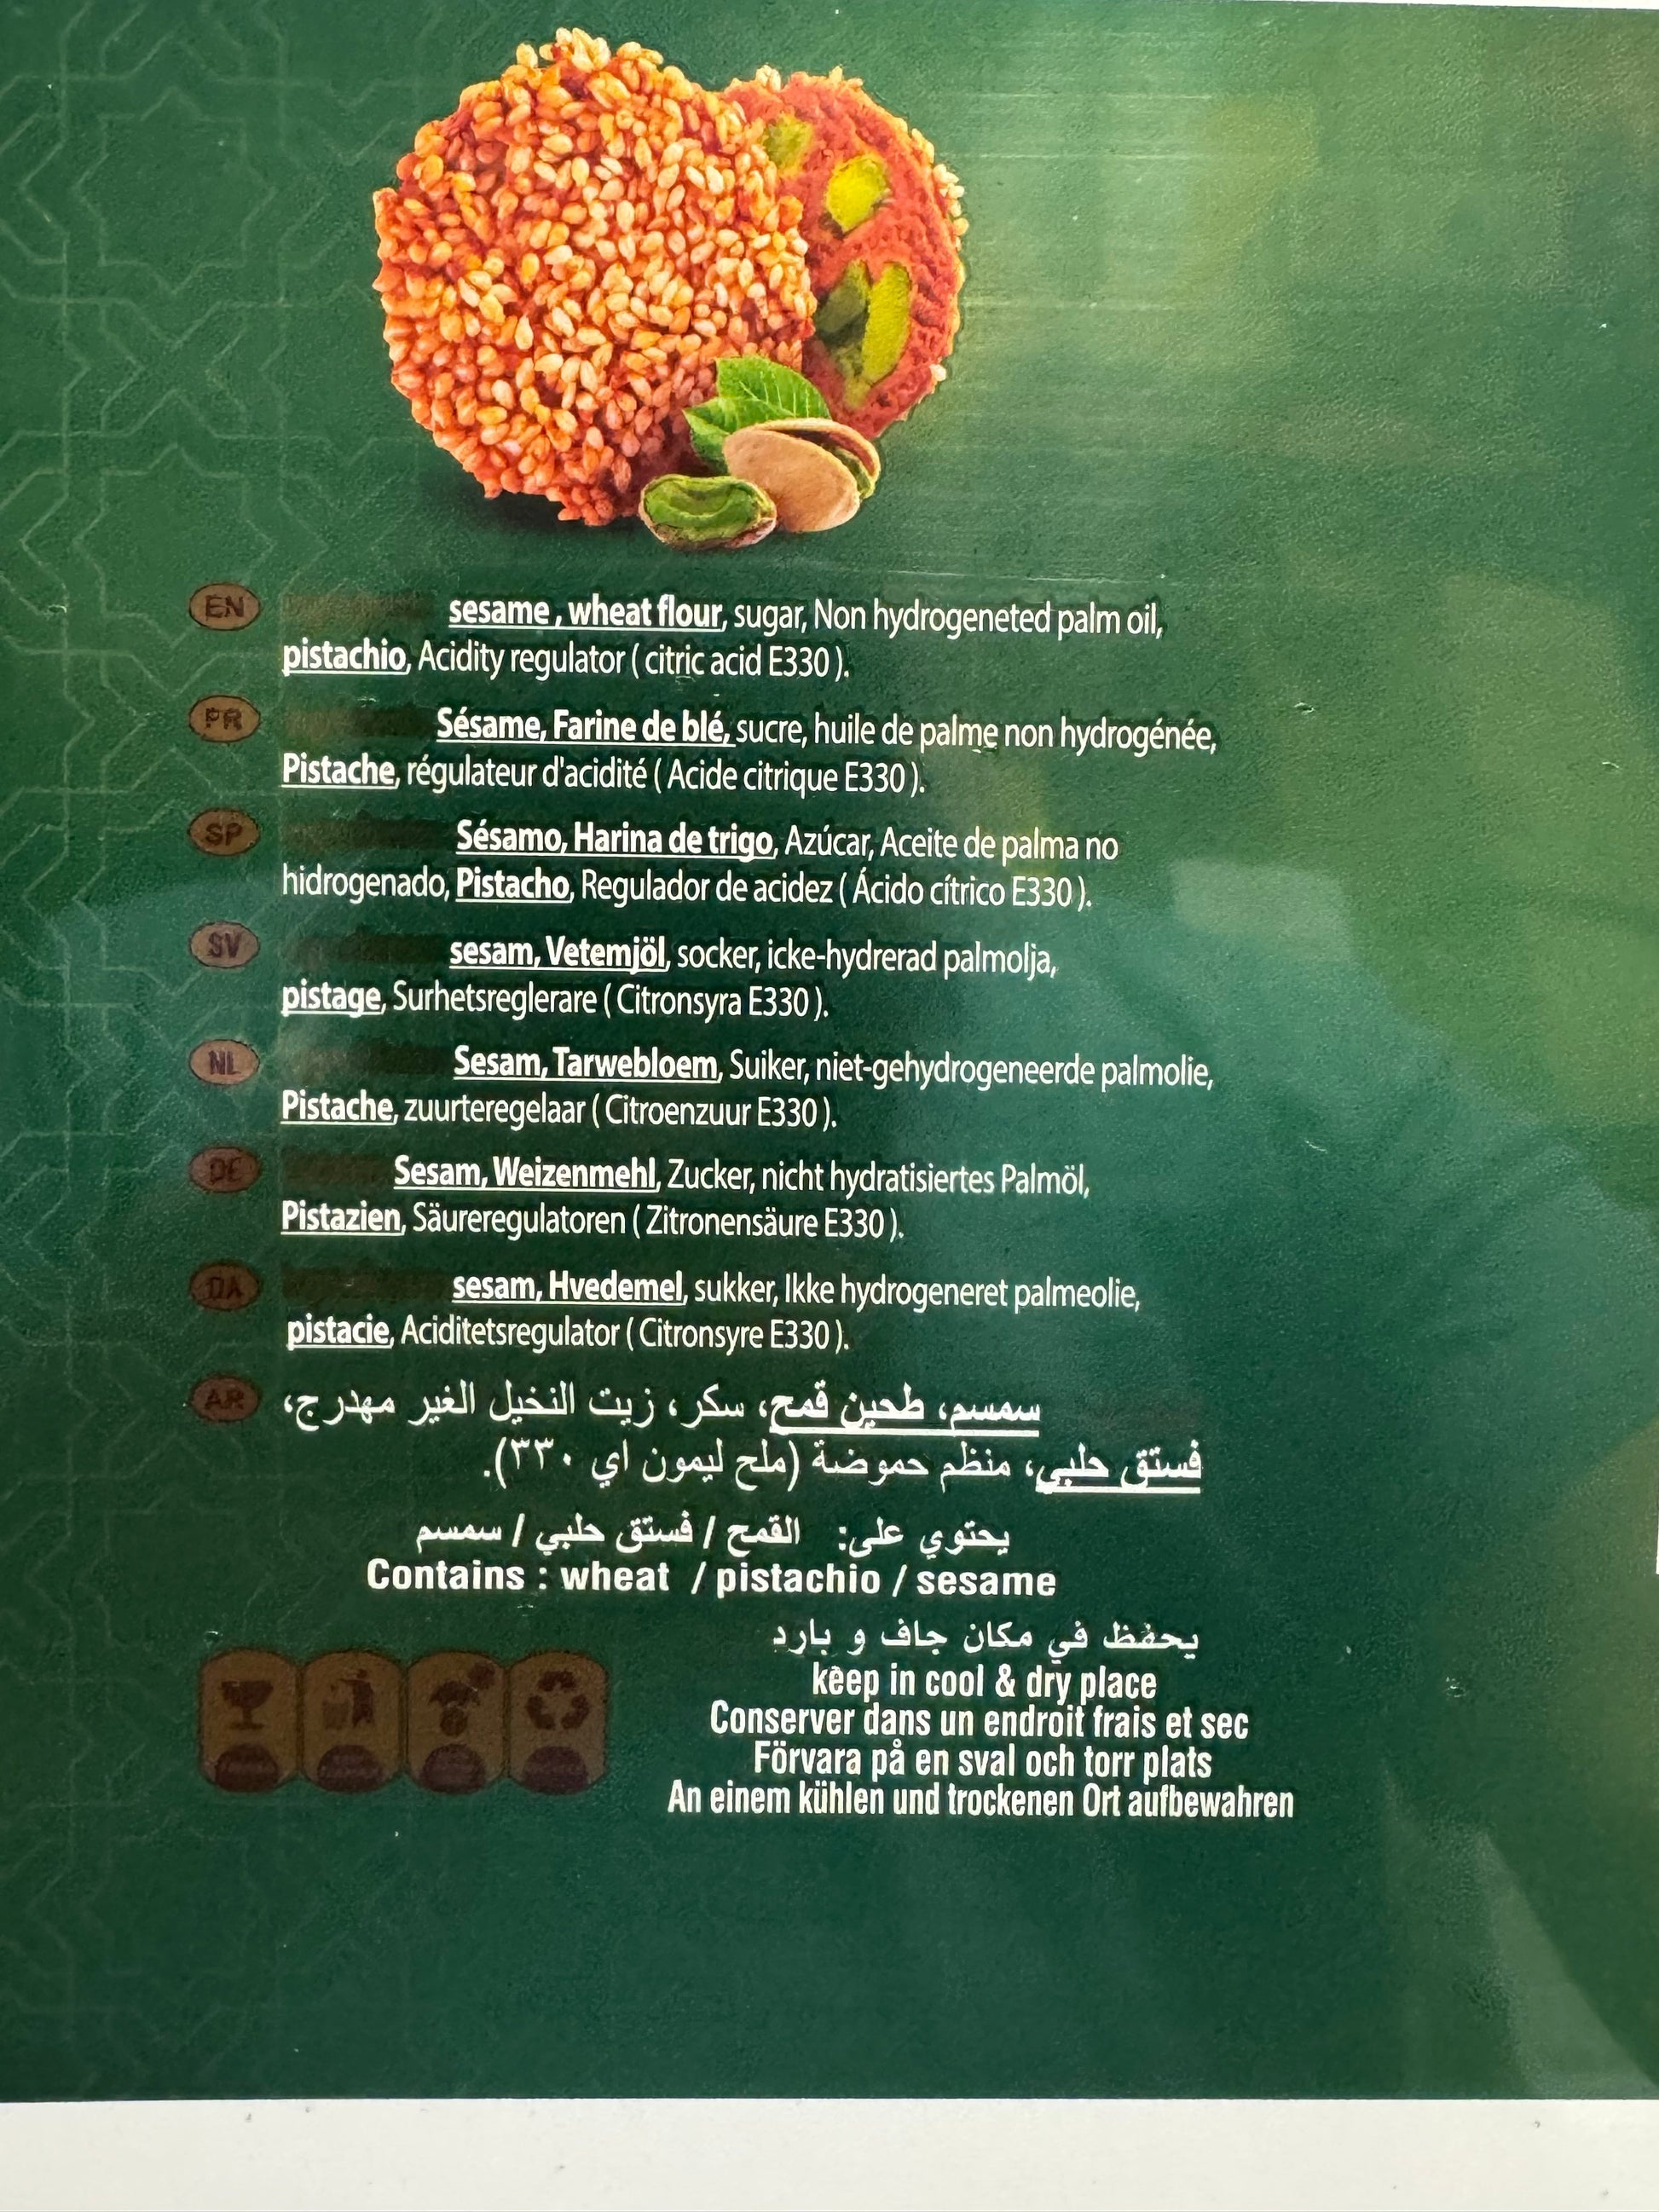 EN
sesame , wheat flour, sugar, Non hydrogeneted palm oil,
pistachio, Acidity regulator ( citric acid E330 ).
FR
Sésame, Farine de blé, sucre, huile de palme non hydrogénée,
Pistache, régulateur d'acidité ( Acide citrique E330 ).
SP
Sésamo, Harina de trigo, Azúcar, Aceite de palma no
hidrogenado, Pistacho, Regulador de acidez ( Ácido cítrico E330 ).
SV
sesam, Vetemjöl, socker, icke-hydrerad palmolja,
pistage, Surhetsreglerare ( Citronsyra E330 ).
NL
Sesam, Tarwebloem, Suiker, niet-gehydrogeneerde palmolie,
Pistache, zuurteregelaar ( Citroenzuur E330 ).
DE
Sesam, Weizenmehl, Zucker, nicht hydratisiertes Palmöl,
Pistazien, Säureregulatoren ( Zitronensäure E330 ).
DA
sesam, Hvedemel, sukker, Ikke hydrogeneret palmeolie,
pistacie, Aciditetsregulator ( Citronsyre E330 ).
AR
سمسم، طحين قمح، سكر، زيت النخيل الغير مهدرج،
فستق حلبي، منظم حموضة (ملح ليمون اي ٣٣٠).
يحتوي على: القمح / فستق حلبي / سمسم
Contains : wheat / pistachio / sesame
يحفظ في مكان جاف و بارد
keep in cool & dry place
Conserver dans un endroit frais et sec
Förvara på en sval och torr plats
An einem kühlen und trockenen Ort aufbewahren